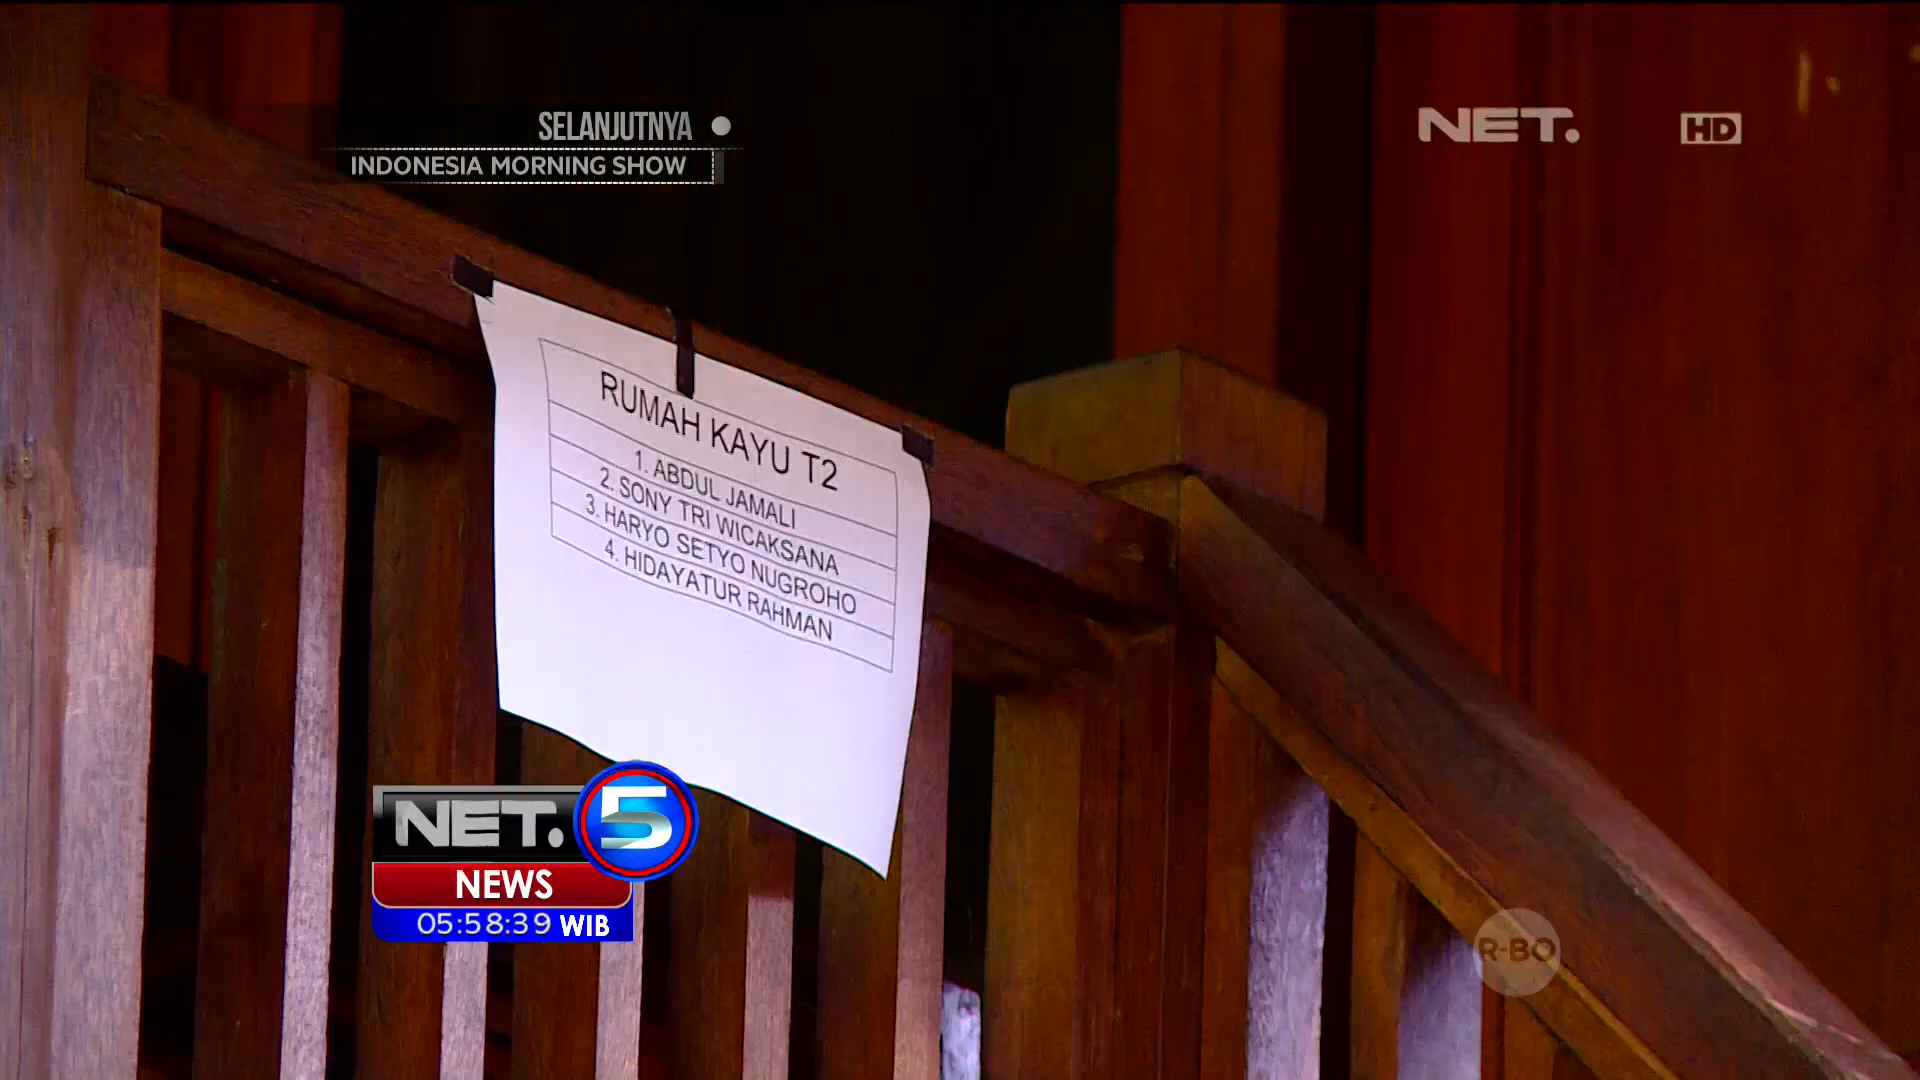 SELANJUTNYA
INDONESIA MORNING SHOW
NET.
HD
RUMAH KAYU T2
1. ABDUL JAMALI
2. SONY TRI WICAKSANA
3. HARYO SETYO NUGROHO
4. HIDAYATUR RAHMAN
NET. 5
NEWS
05:58:39 WIB
R-BO